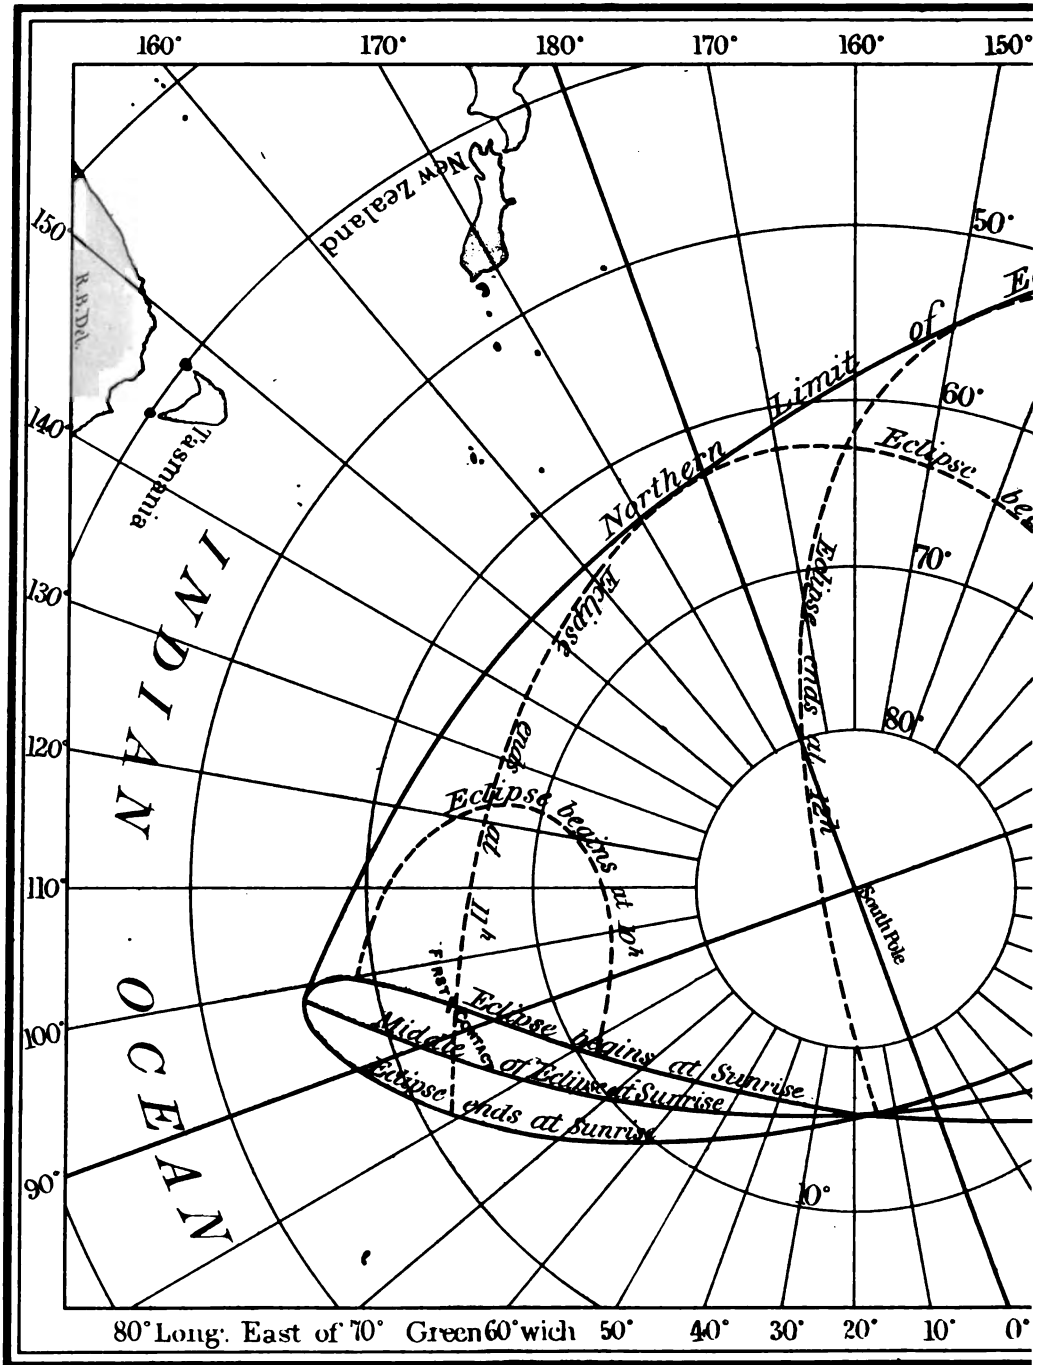 160° 170° 180° 170° 160° 150°
150°
140°
130°
120°
110°
100°
90°
New Zealand
R.B.Del.
Tasmania
INDIAN OCEAN
50°
60°
70°
80°
Northern Limit of
Eclipse
Eclipse ends at 11h
Eclipse ends at 12h
Eclipse begins at 10h
South Pole
FIRST CONTACT
Eclipse begins at Sunrise
Middle of Eclipse at Sunrise
Eclipse ends at Sunrise
10°
80° Long. East of 70° Green 60° wich 50° 40° 30° 20° 10° 0°